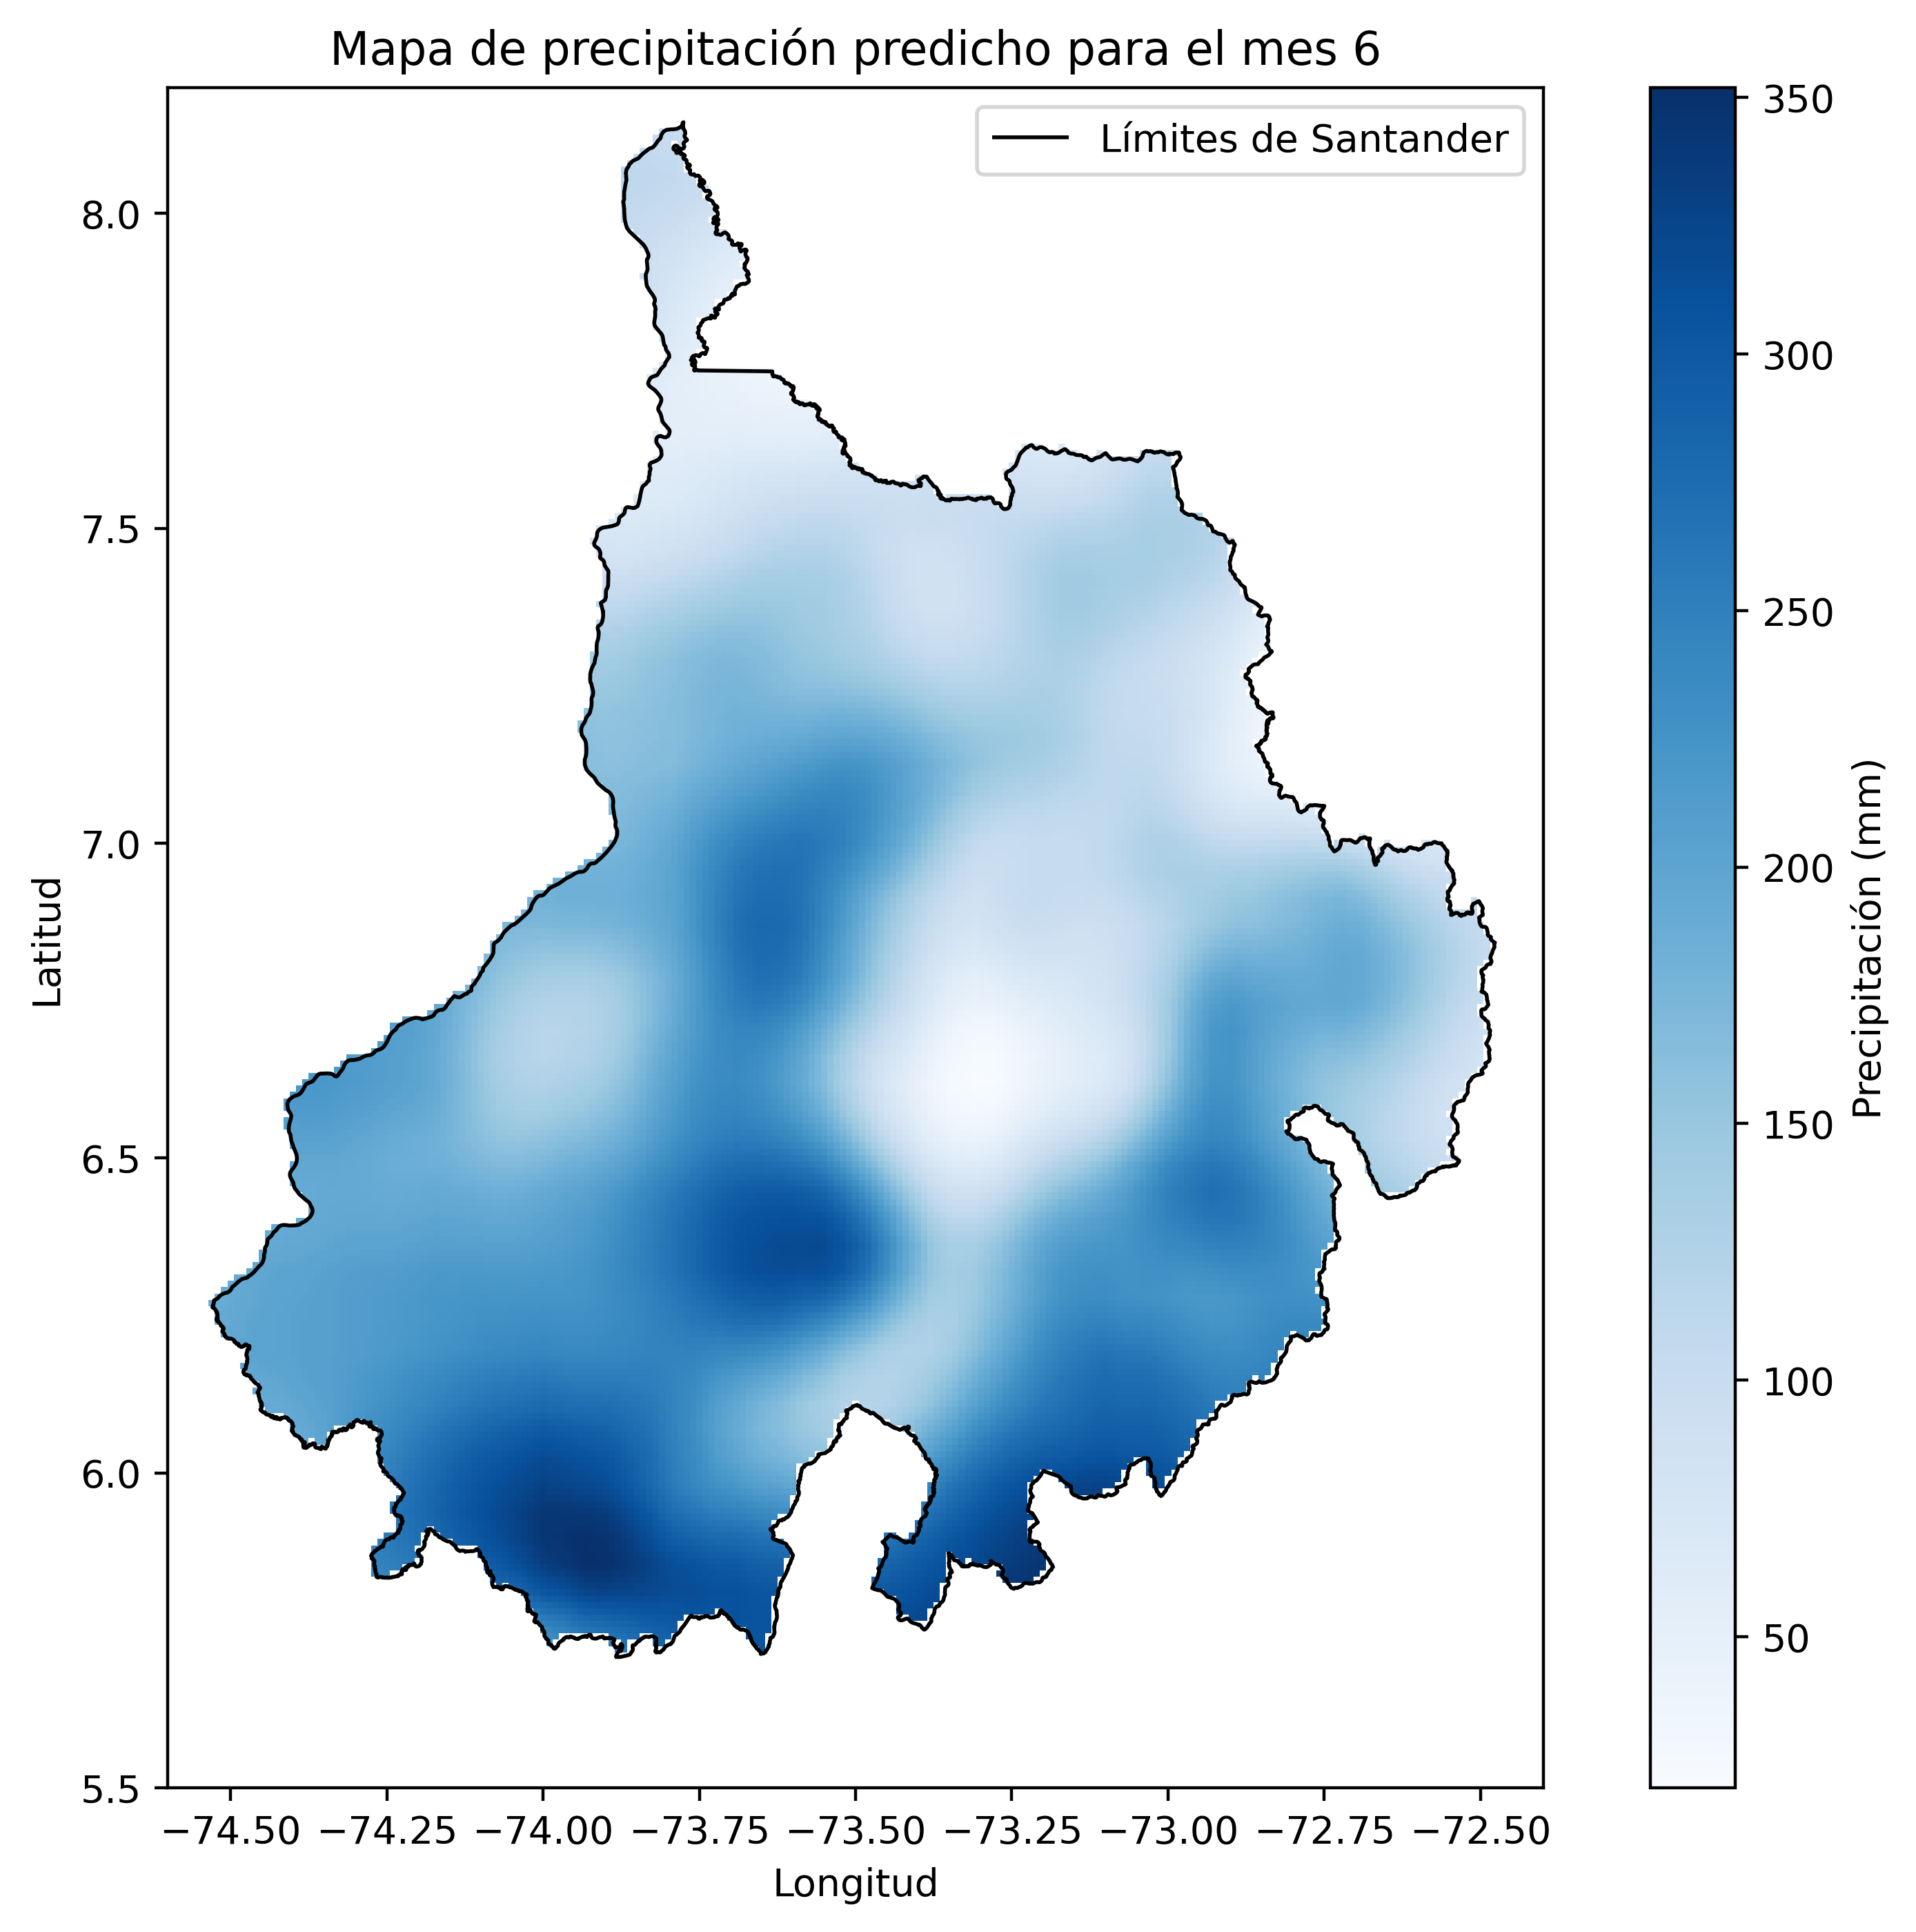 Mapa de precipitación predicho para el mes 6
Límites de Santander
8.0
7.5
7.0
6.5
6.0
5.5
Latitud
−74.50 −74.25 −74.00 −73.75 −73.50 −73.25 −73.00 −72.75 −72.50
Longitud
350
300
250
200
150
100
50
Precipitación (mm)